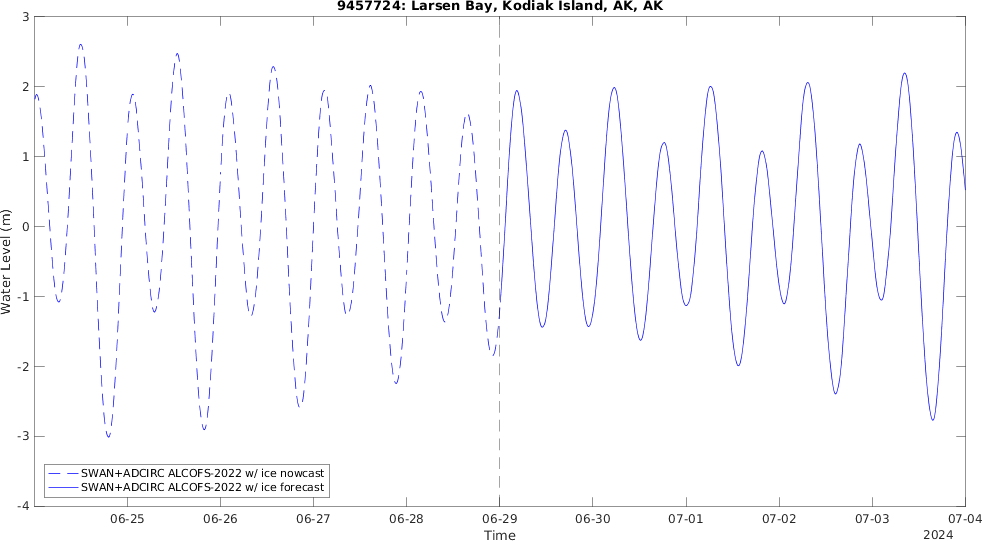 9457724: Larsen Bay, Kodiak Island, AK, AK
3
2
1
0
-1
-2
-3
-4
Water Level (m)
SWAN+ADCIRC ALCOFS-2022 w/ ice nowcast
SWAN+ADCIRC ALCOFS-2022 w/ ice forecast
06-25 06-26 06-27 06-28 06-29 06-30 07-01 07-02 07-03 07-04
Time
2024